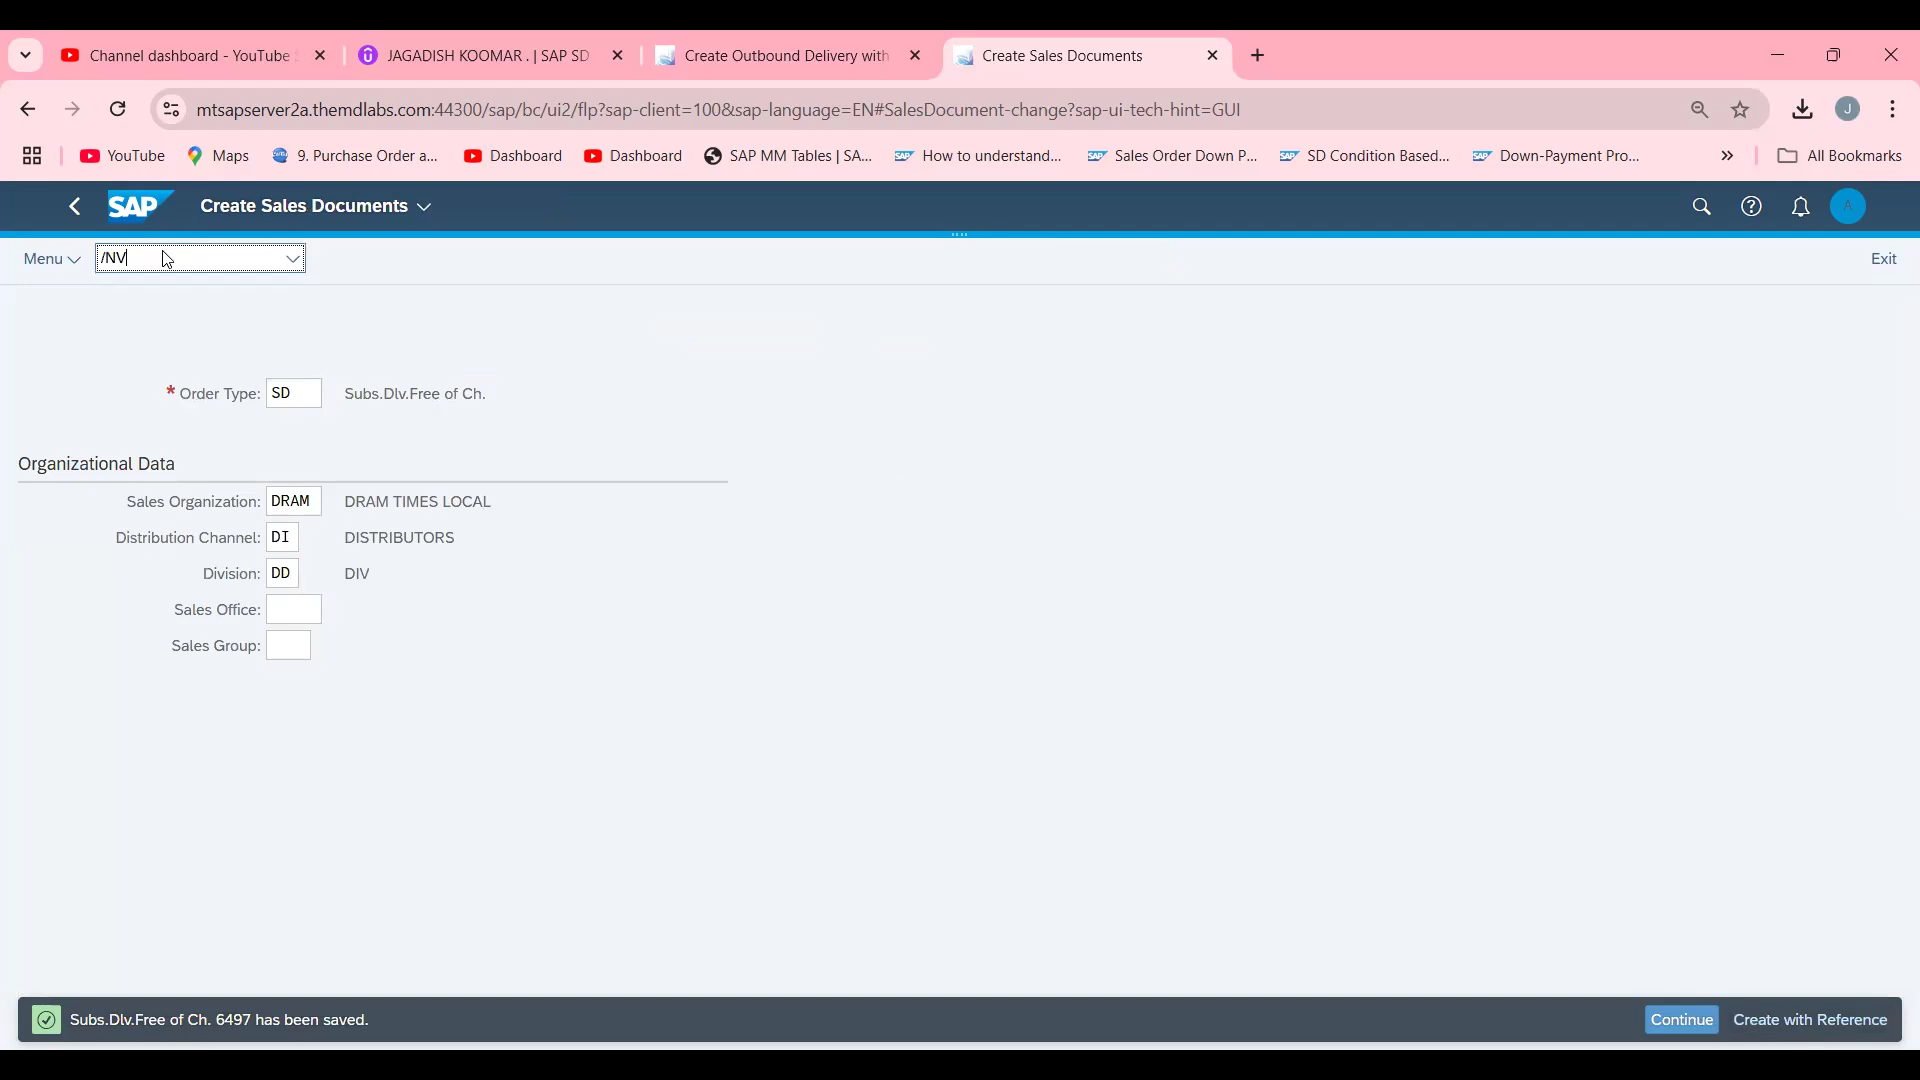 Channel dashboard - YouTube
JAGADISH KOOMAR . | SAP SD
Create Outbound Delivery with
Create Sales Documents
mtsapserver2a.themdlabs.com:44300/sap/bc/ui2/flp?sap-client=100&sap-language=EN#SalesDocument-change?sap-ui-tech-hint=GUI
J
YouTube
Maps
9. Purchase Order a...
Dashboard
Dashboard
SAP MM Tables | SA...
How to understand...
Sales Order Down P...
SD Condition Based...
Down-Payment Pro...
All Bookmarks
SAP
Create Sales Documents
A
Menu
/NV
Exit
* Order Type: SD Subs.Dlv.Free of Ch.
Organizational Data
Sales Organization: DRAM DRAM TIMES LOCAL
Distribution Channel: DI DISTRIBUTORS
Division: DD DIV
Sales Office:
Sales Group:
Subs.Dlv.Free of Ch. 6497 has been saved.
Continue
Create with Reference